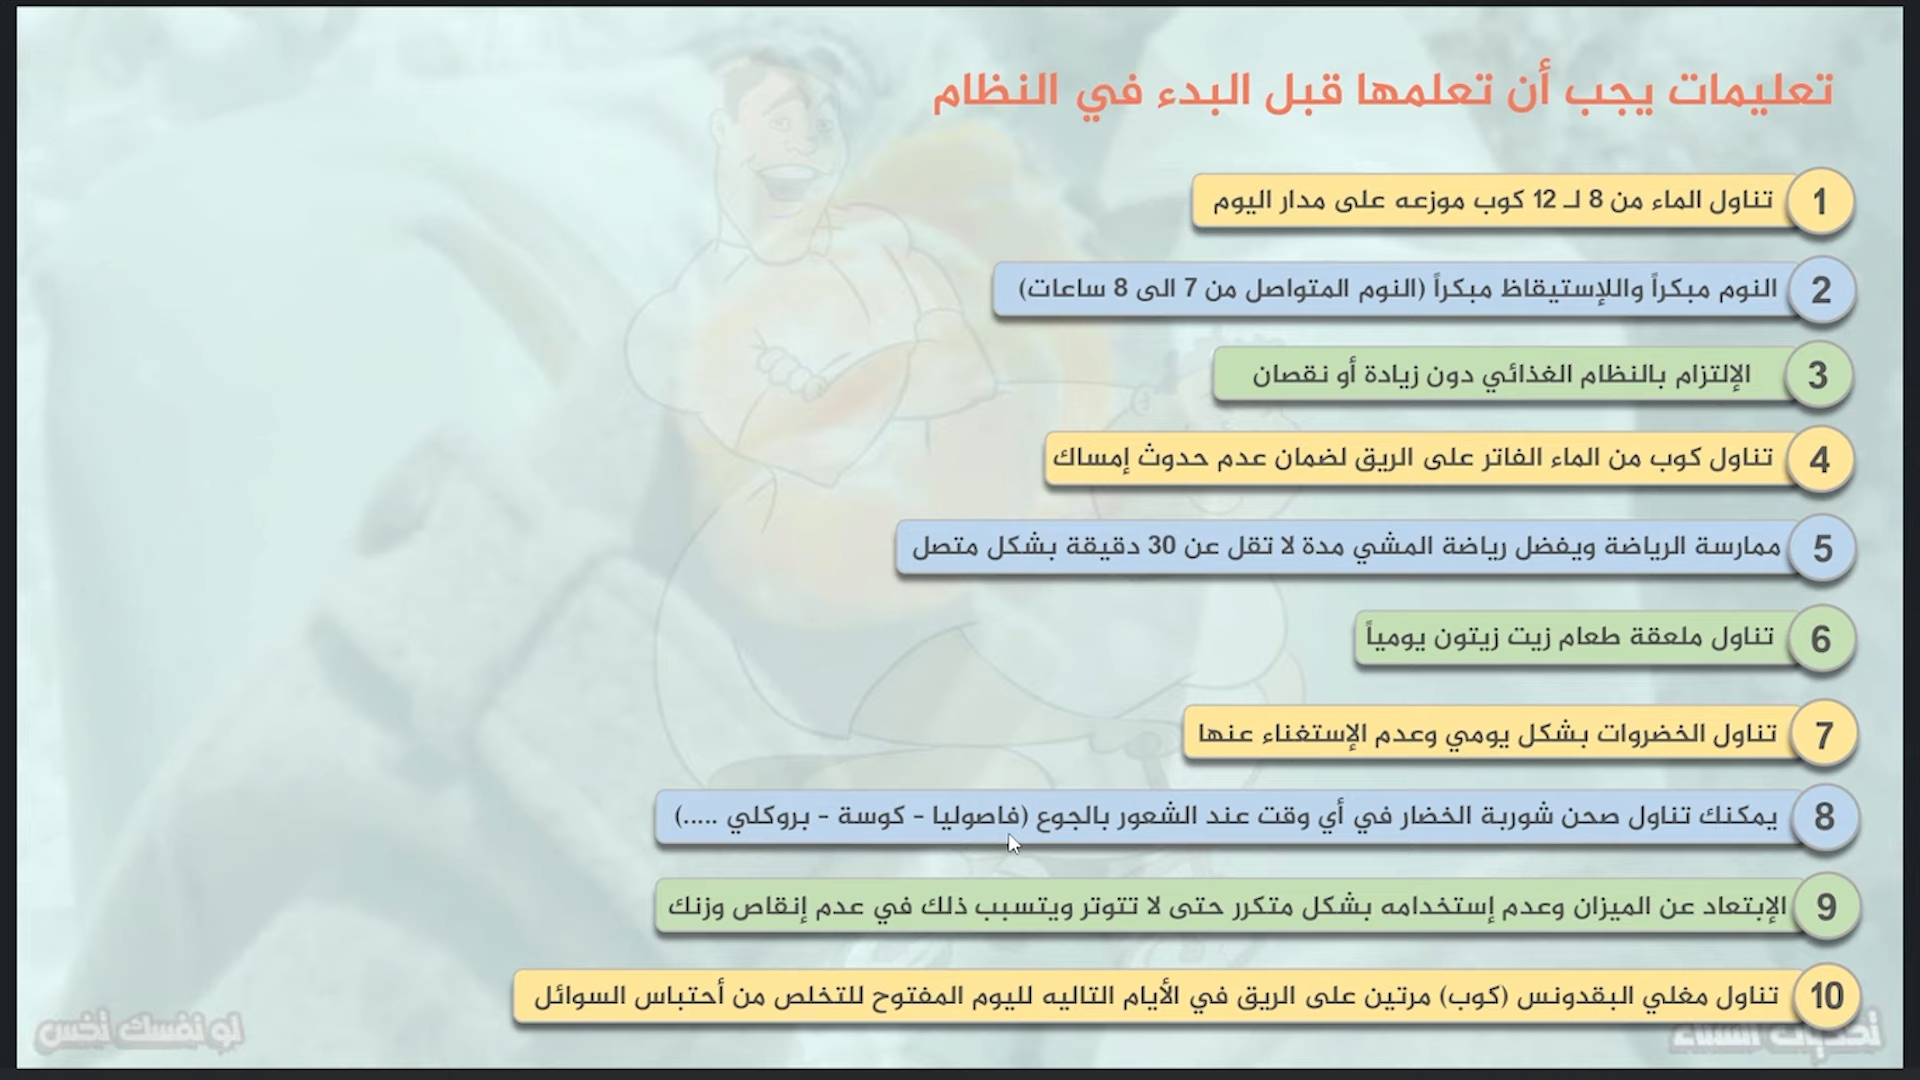 تعليمات يجب أن تعلمها قبل البدء في النظام
1 تناول الماء من 8 لـ 12 كوب موزعه على مدار اليوم
2 النوم مبكراً واللإستيقاظ مبكراً (النوم المتواصل من 7 الى 8 ساعات)
3 الإلتزام بالنظام الغذائي دون زيادة أو نقصان
4 تناول كوب من الماء الفاتر على الريق لضمان عدم حدوث إمساك
5 ممارسة الرياضة ويفضل رياضة المشي مدة لا تقل عن 30 دقيقة بشكل متصل
6 تناول ملعقة طعام زيت زيتون يومياً
7 تناول الخضروات بشكل يومي وعدم الإستغناء عنها
8 يمكنك تناول صحن شوربة الخضار في أي وقت عند الشعور بالجوع (فاصوليا - كوسة - بروكلي .....)
9 الإبتعاد عن الميزان وعدم إستخدامه بشكل متكرر حتى لا تتوتر ويتسبب ذلك في عدم إنقاص وزنك
10 تناول مغلي البقدونس (كوب) مرتين على الريق في الأيام التاليه لليوم المفتوح للتخلص من أحتباس السوائل
لو نفسك تخس